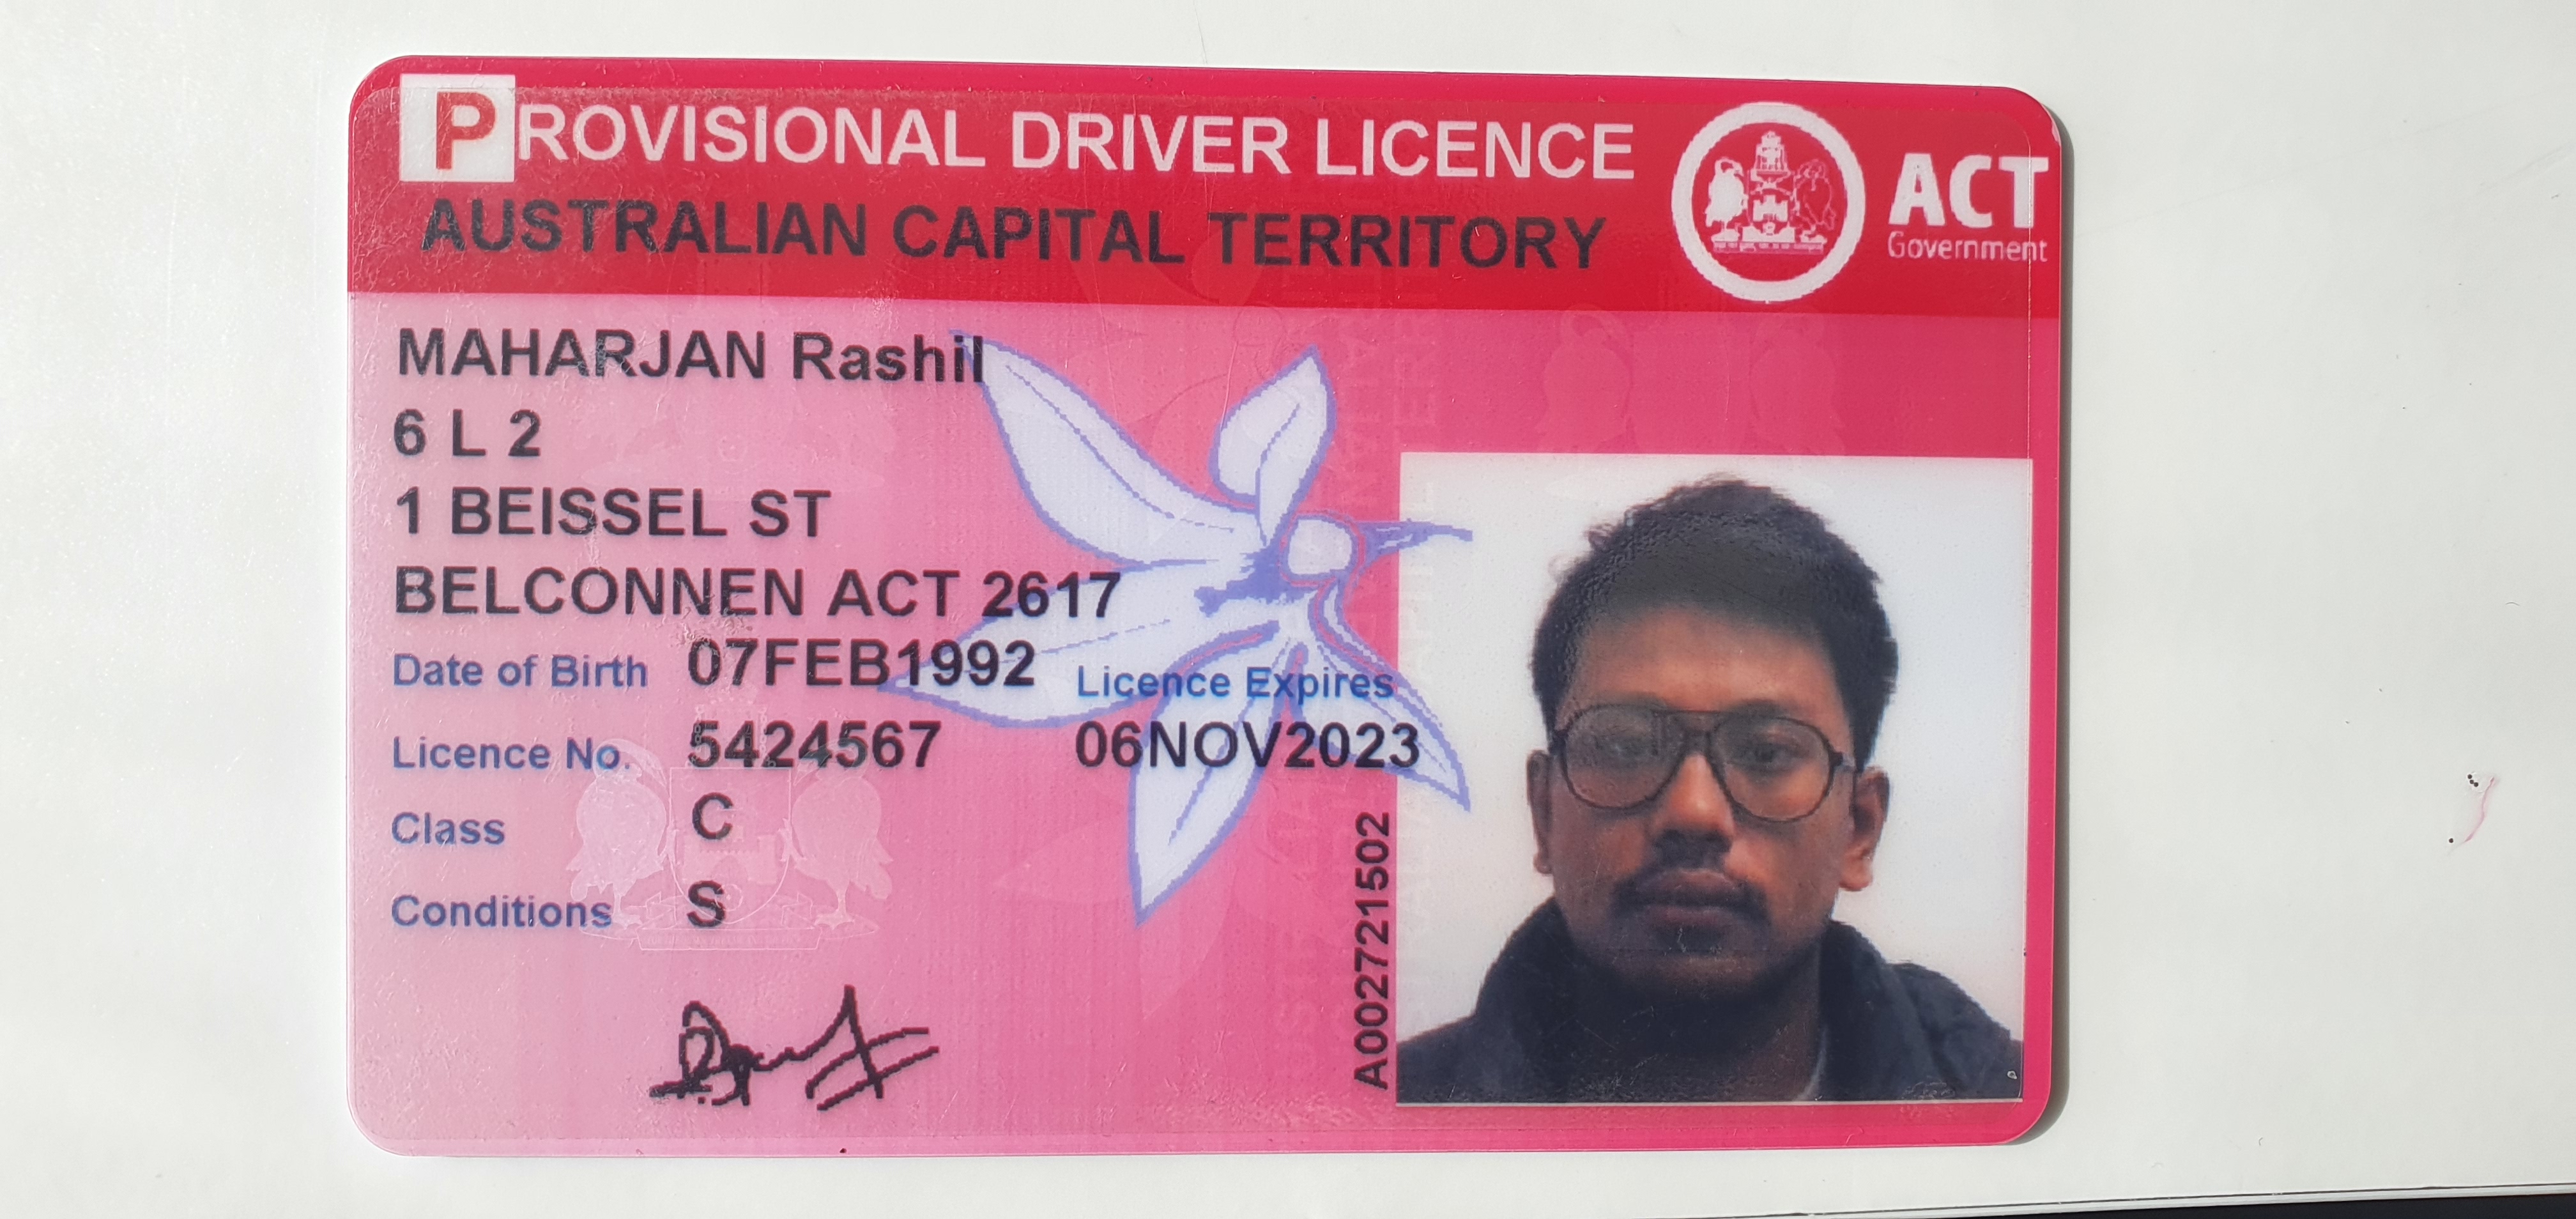 PROVISIONAL DRIVER LICENCE
AUSTRALIAN CAPITAL TERRITORY
ACT
Government
MAHARJAN Rashil
6 L 2
1 BEISSEL ST
BELCONNEN ACT 2617
Date of Birth 07FEB1992 Licence Expires
Licence No. 5424567 06NOV2023
Class C
Conditions S
A002721502